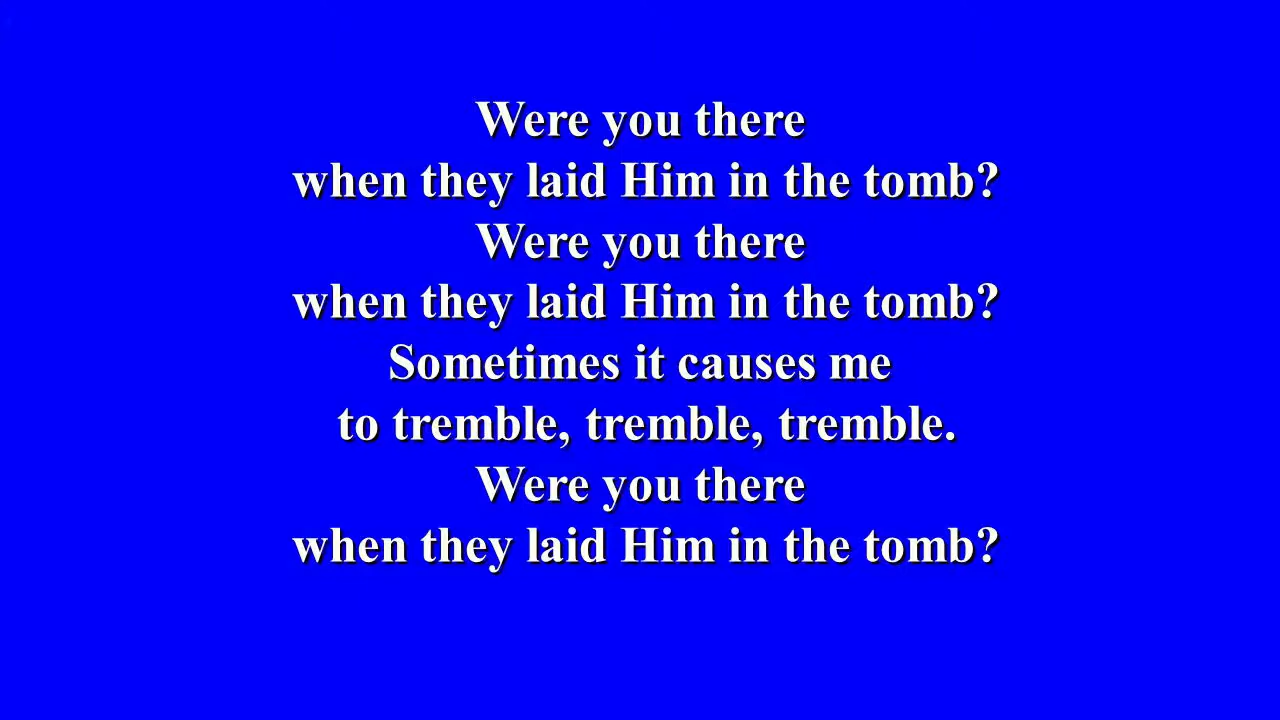 Were you there
when they laid Him in the tomb?
Were you there
when they laid Him in the tomb?
Sometimes it causes me
to tremble, tremble, tremble.
Were you there
when they laid Him in the tomb?